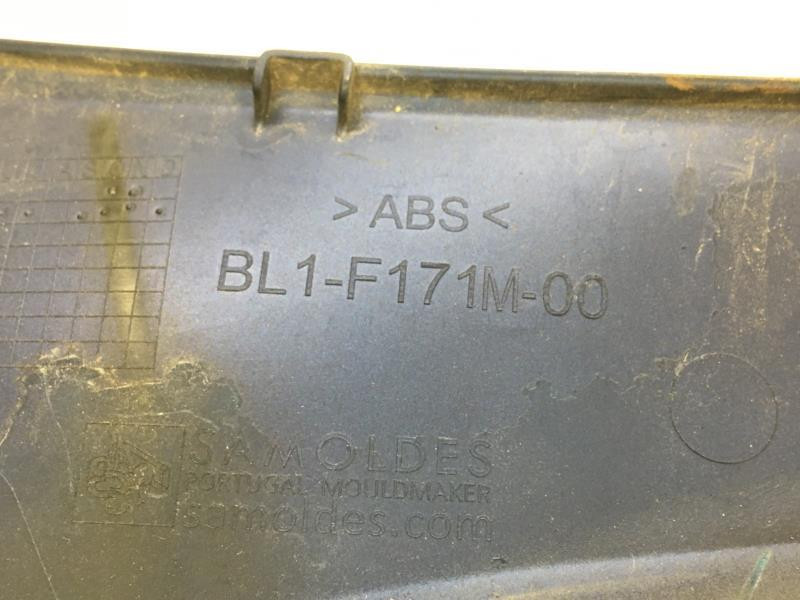 > ABS <
BL1-F171M-00
SAMOLDES
PORTUGAL MOULDMAKER
samoldes.com